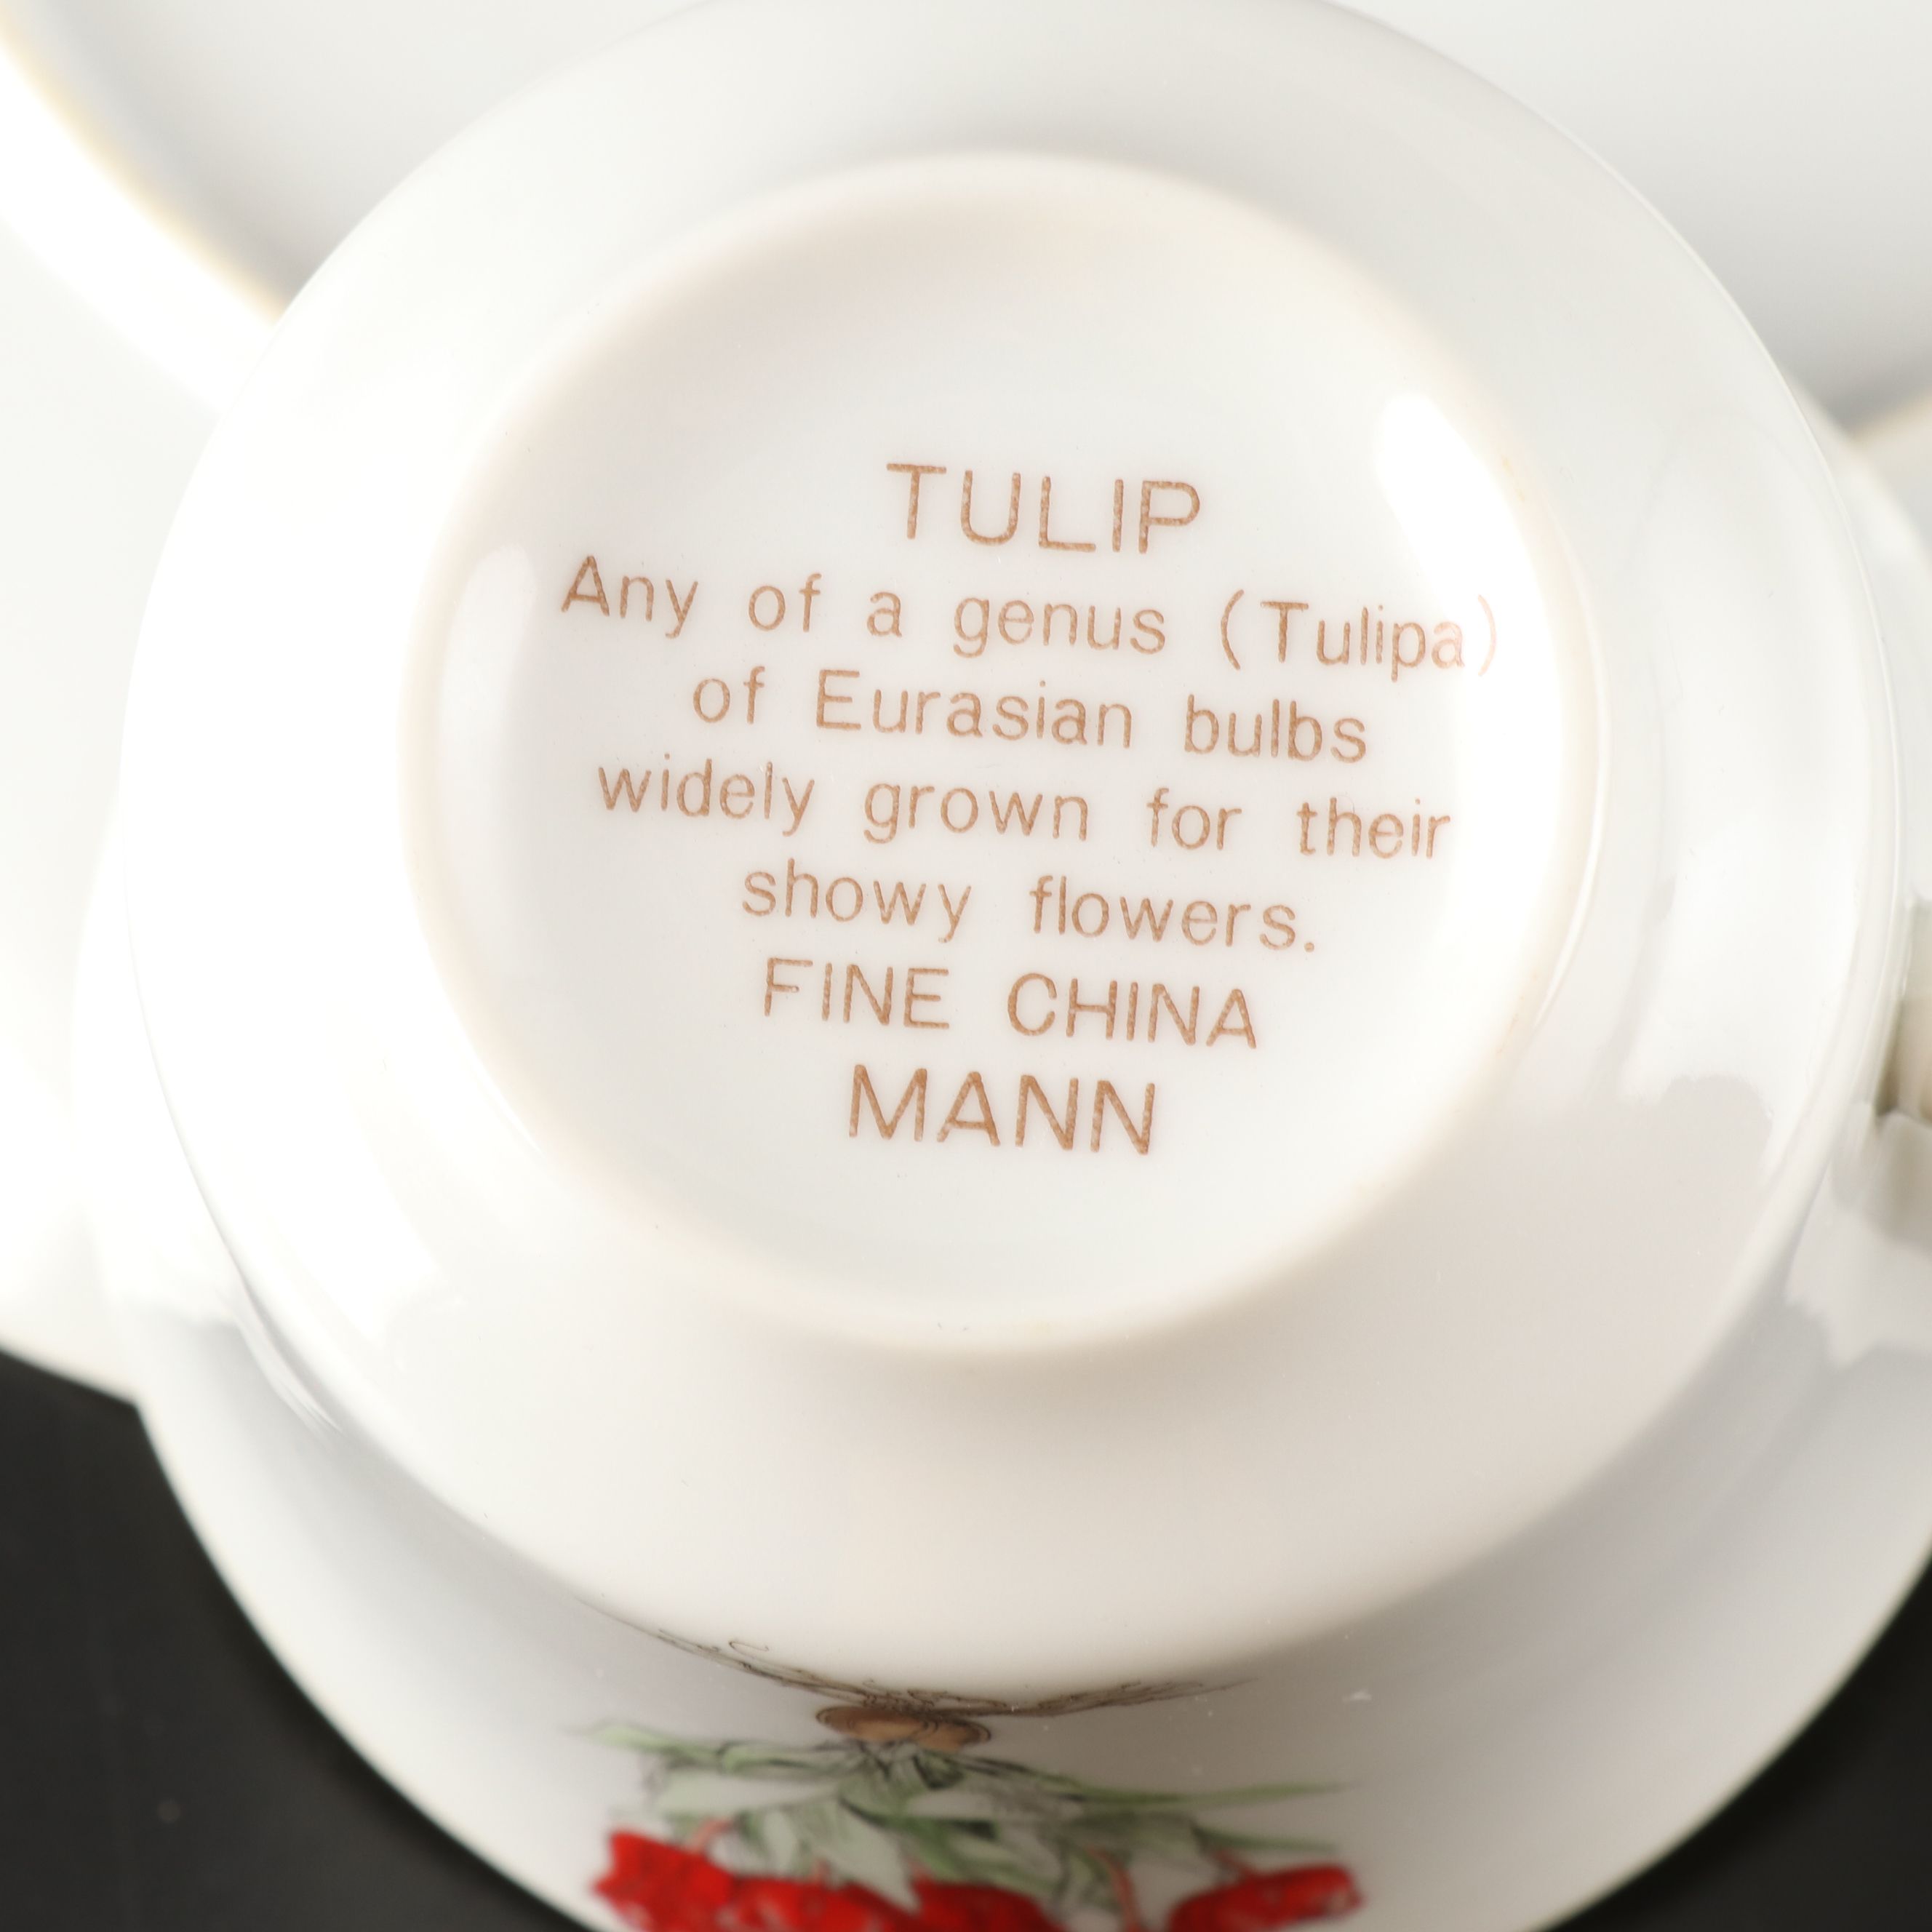 TULIP
Any of a genus (Tulipa)
of Eurasian bulbs
widely grown for their
showy flowers.
FINE CHINA
MANN